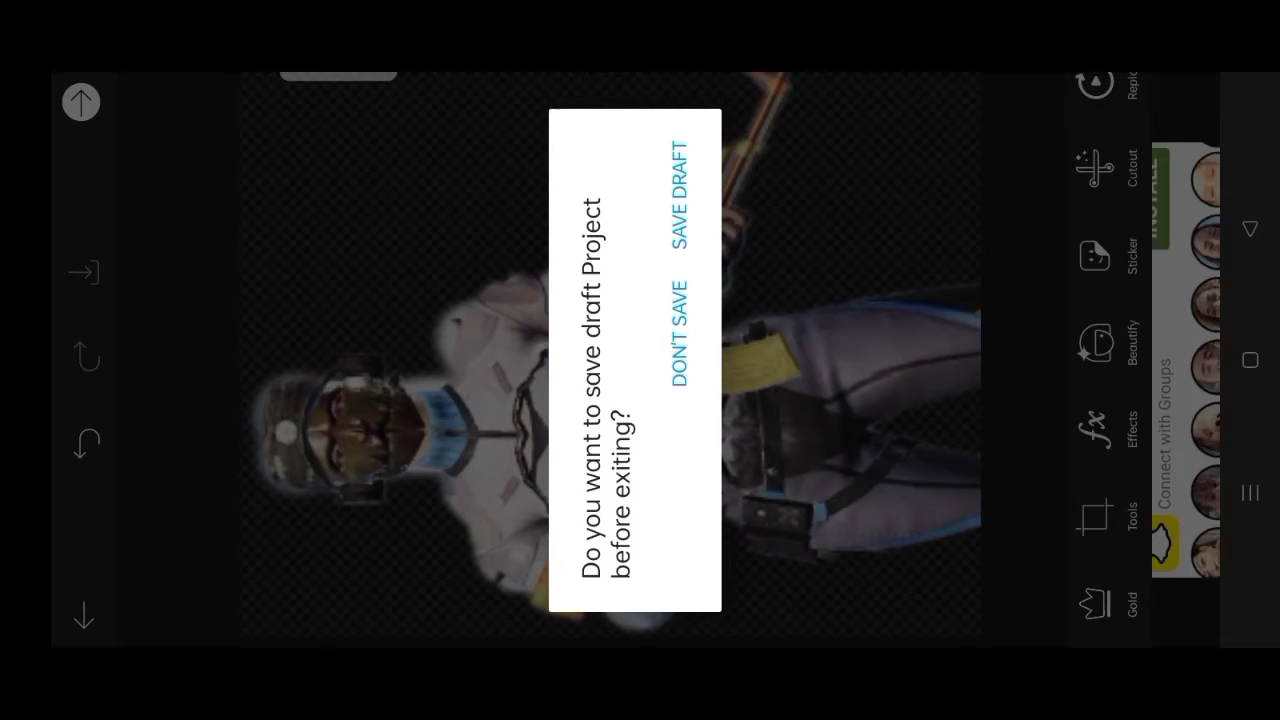 Do you want to save draft Project
before exiting?
DON'T SAVE
SAVE DRAFT
Gold
Tools
Effects
Beautify
Sticker
Cutout
Connect with Groups